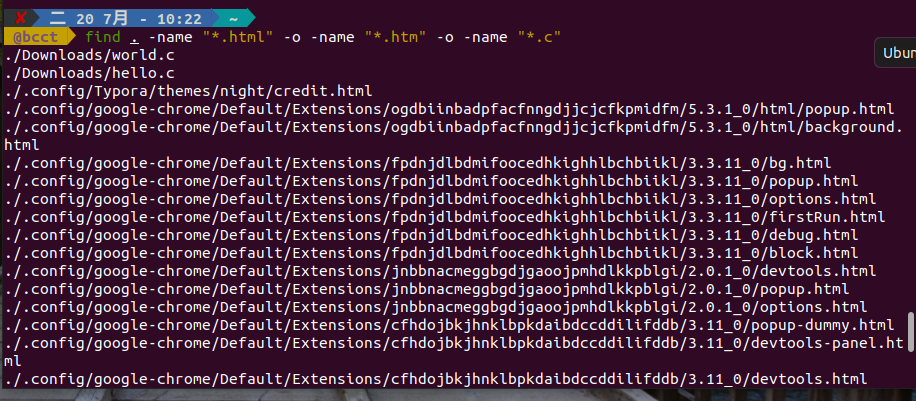 ✘ 二 20 7月 - 10:22 ~
@bcct find . -name "*.html" -o -name "*.htm" -o -name "*.c"
Ubun
./Downloads/world.c
./Downloads/hello.c
./.config/Typora/themes/night/credit.html
./.config/google-chrome/Default/Extensions/ogdbiinbadpfacfnngdjjcjcfkpmidfm/5.3.1_0/html/popup.html
./.config/google-chrome/Default/Extensions/ogdbiinbadpfacfnngdjjcjcfkpmidfm/5.3.1_0/html/background.
html
./.config/google-chrome/Default/Extensions/fpdnjdlbdmifoocedhkighhlbchbiikl/3.3.11_0/bg.html
./.config/google-chrome/Default/Extensions/fpdnjdlbdmifoocedhkighhlbchbiikl/3.3.11_0/popup.html
./.config/google-chrome/Default/Extensions/fpdnjdlbdmifoocedhkighhlbchbiikl/3.3.11_0/options.html
./.config/google-chrome/Default/Extensions/fpdnjdlbdmifoocedhkighhlbchbiikl/3.3.11_0/firstRun.html
./.config/google-chrome/Default/Extensions/fpdnjdlbdmifoocedhkighhlbchbiikl/3.3.11_0/debug.html
./.config/google-chrome/Default/Extensions/fpdnjdlbdmifoocedhkighhlbchbiikl/3.3.11_0/block.html
./.config/google-chrome/Default/Extensions/jnbbnacmeggbgdjgaoojpmhdlkkpblgi/2.0.1_0/devtools.html
./.config/google-chrome/Default/Extensions/jnbbnacmeggbgdjgaoojpmhdlkkpblgi/2.0.1_0/popup.html
./.config/google-chrome/Default/Extensions/jnbbnacmeggbgdjgaoojpmhdlkkpblgi/2.0.1_0/options.html
./.config/google-chrome/Default/Extensions/cfhdojbkjhnklbpkdaibdccddilifddb/3.11_0/popup-dummy.html
./.config/google-chrome/Default/Extensions/cfhdojbkjhnklbpkdaibdccddilifddb/3.11_0/devtools-panel.ht
ml
./.config/google-chrome/Default/Extensions/cfhdojbkjhnklbpkdaibdccddilifddb/3.11_0/devtools.html